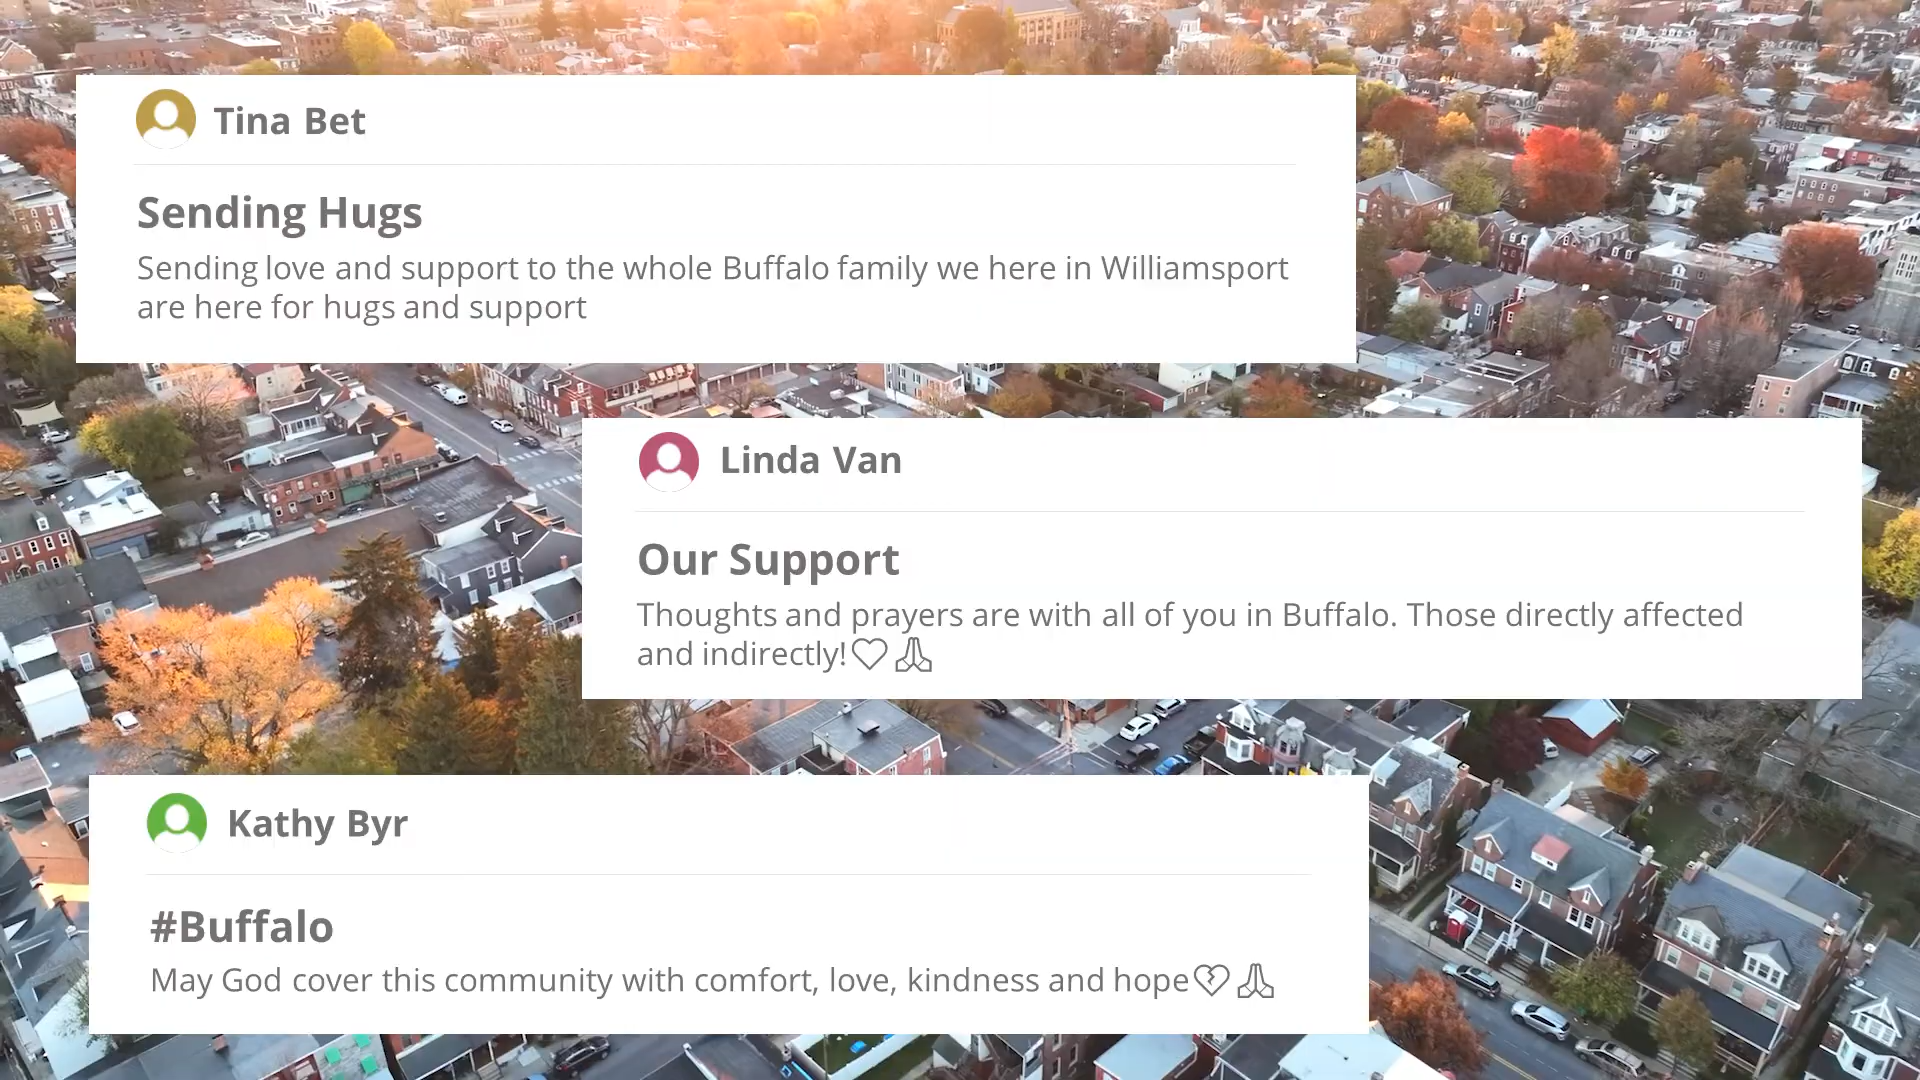 Tina Bet
Sending Hugs
Sending love and support to the whole Buffalo family we here in Williamsport
are here for hugs and support
Linda Van
Our Support
Thoughts and prayers are with all of you in Buffalo. Those directly affected
and indirectly!♡🙏
Kathy Byr
#Buffalo
May God cover this community with comfort, love, kindness and hope💔🙏